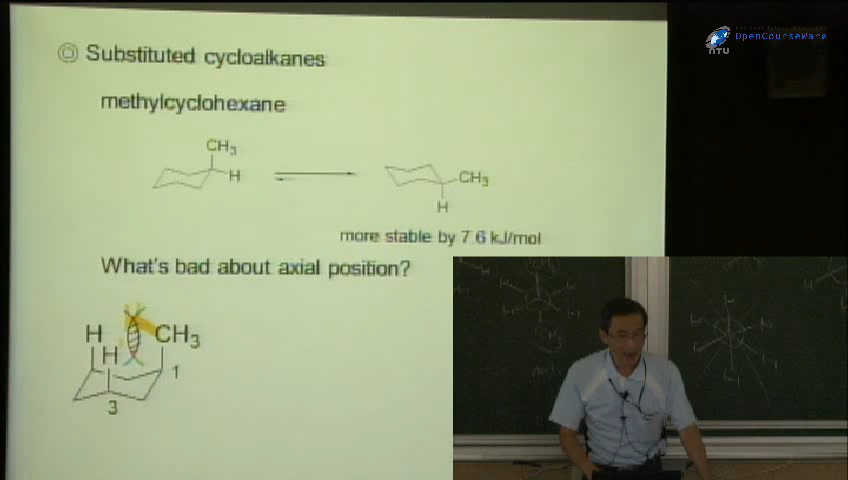 ◎ Substituted cycloalkanes
methylcyclohexane
CH3
H
CH3
H
more stable by 7.6 kJ/mol
What's bad about axial position?
H
H
CH3
1
3
NTU
OpenCourseWare